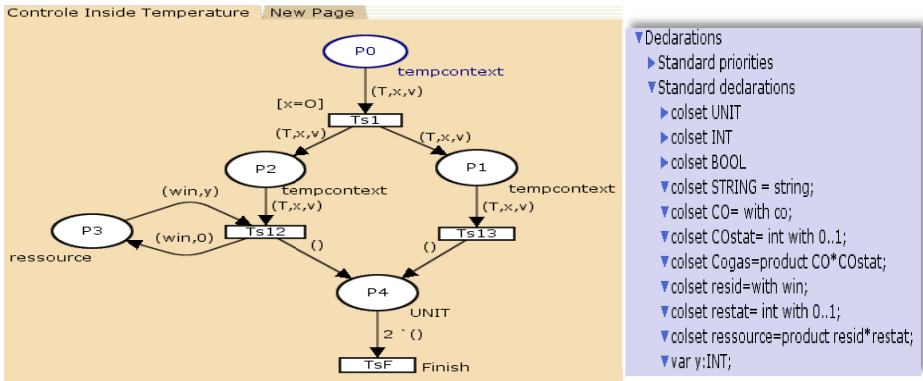 Controle Inside Temperature New Page
P0
tempcontext
(T,x,v)
[x=O]
Ts1
(T,x,v) (T,x,v)
P2 P1
tempcontext tempcontext
(win,y) (T,x,v) (T,x,v)
P3 Ts12 Ts13
(win,0) () ()
ressource
P4
UNIT
2 `()
TsF Finish
Declarations
Standard priorities
Standard declarations
colset UNIT
colset INT
colset BOOL
colset STRING = string;
colset CO= with co;
colset COstat= int with 0..1;
colset Cogas=product CO*COstat;
colset resid=with win;
colset restat= int with 0..1;
colset ressource=product resid*restat;
var y:INT;